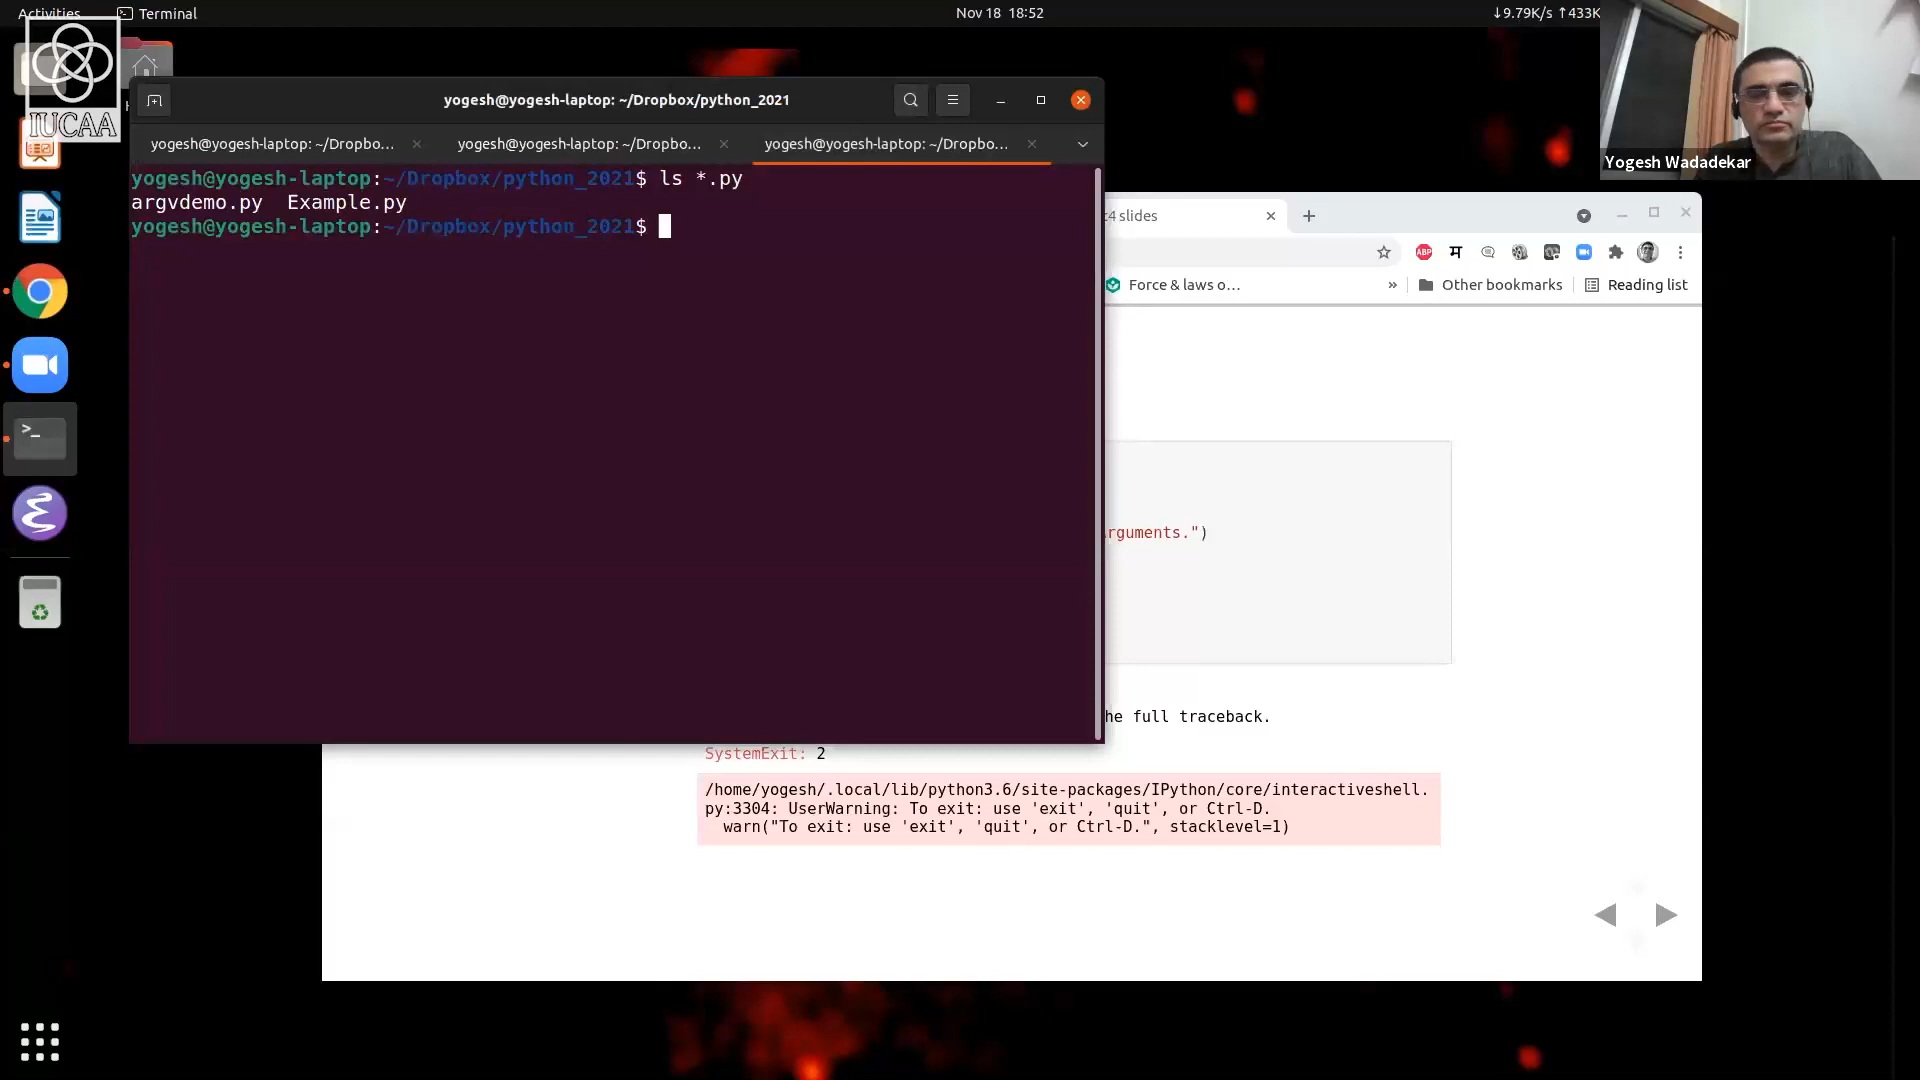 Activities
Terminal
Nov 18 18:52
↓9.79K/s ↑433K
IUCAA
yogesh@yogesh-laptop: ~/Dropbox/python_2021
yogesh@yogesh-laptop: ~/Dropbo...
yogesh@yogesh-laptop: ~/Dropbo...
yogesh@yogesh-laptop: ~/Dropbo...
yogesh@yogesh-laptop:~/Dropbox/python_2021$ ls *.py
argvdemo.py  Example.py
yogesh@yogesh-laptop:~/Dropbox/python_2021$
Yogesh Wadadekar
slides
ABP
म
Force & laws o...
»
Other bookmarks
Reading list
rguments.")
he full traceback.
SystemExit: 2
/home/yogesh/.local/lib/python3.6/site-packages/IPython/core/interactiveshell.
py:3304: UserWarning: To exit: use 'exit', 'quit', or Ctrl-D.
warn("To exit: use 'exit', 'quit', or Ctrl-D.", stacklevel=1)